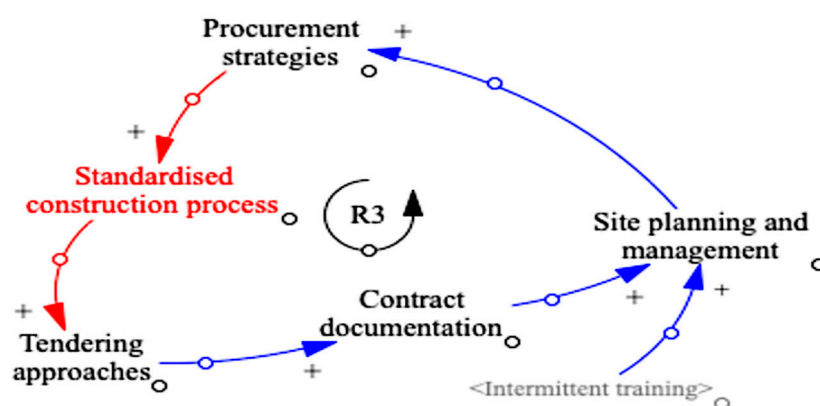 Procurement
strategies
+
+
Standardised
construction process
R3
Site planning and
management
+
Tendering
approaches
Contract
documentation
+
+
+
<Intermittent training>